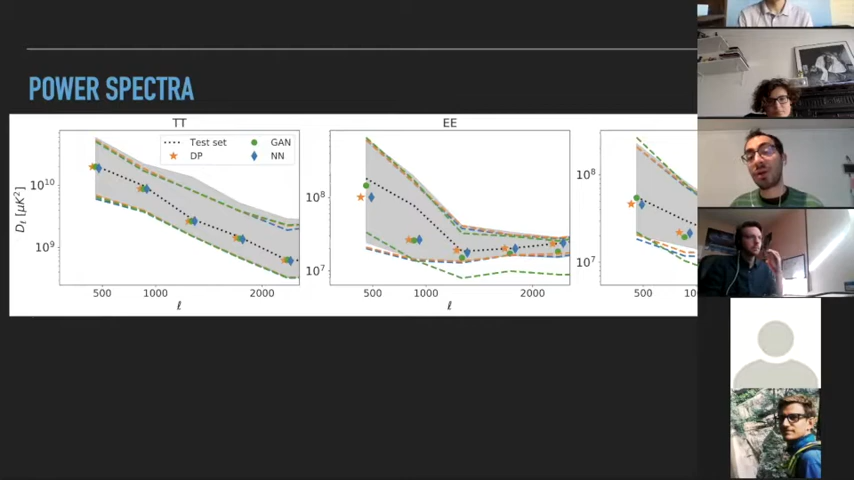 POWER SPECTRA
TT
EE
Test set
GAN
DP
NN
D_ℓ [μK²]
10¹⁰
10⁹
500
1000
2000
ℓ
10⁸
10⁷
500
1000
2000
ℓ
10⁸
10⁷
500